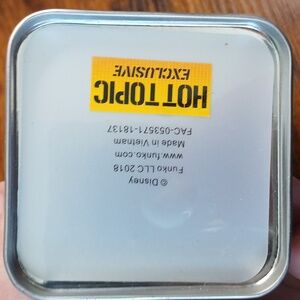 © Disney
Funko LLC 2018
www.funko.com
Made in Vietnam
FAC-053571-18137
HOT TOPIC
EXCLUSIVE